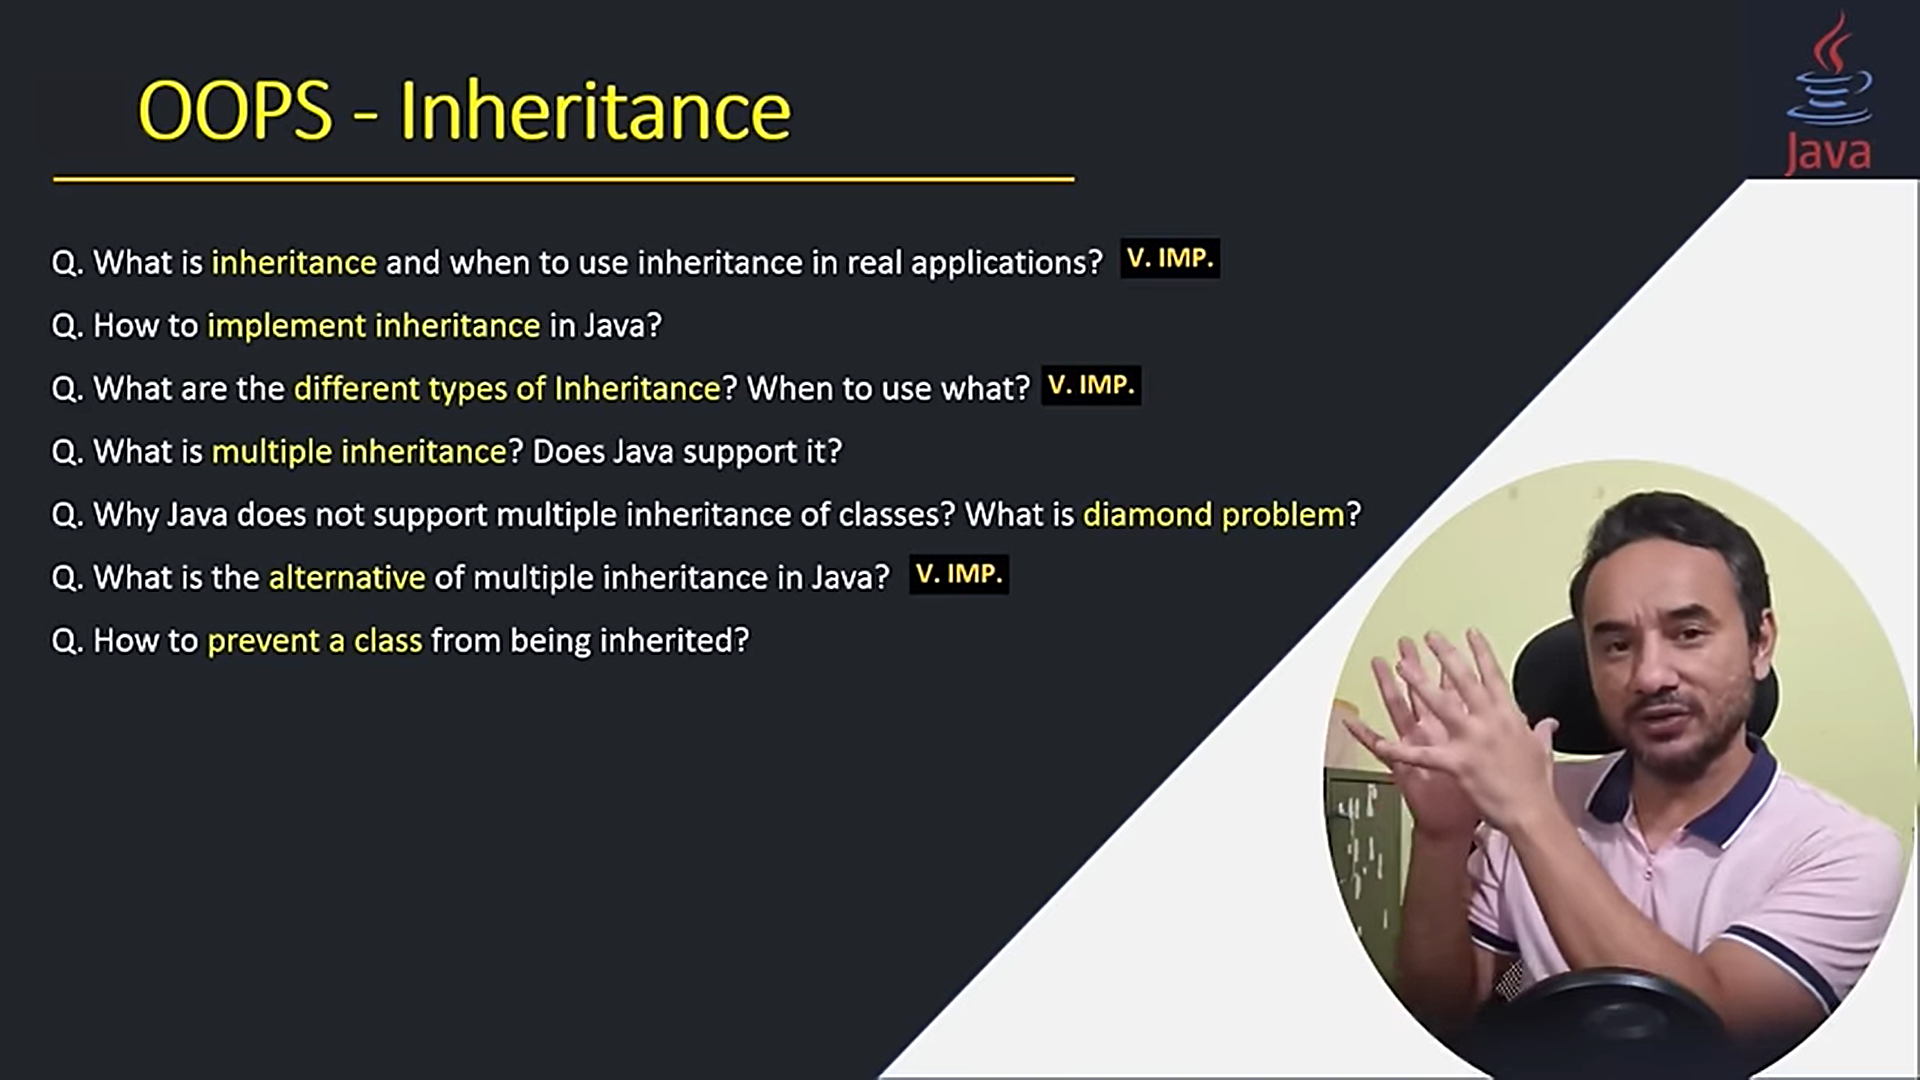 OOPS - Inheritance
Java
Q. What is inheritance and when to use inheritance in real applications? V. IMP.
Q. How to implement inheritance in Java?
Q. What are the different types of Inheritance? When to use what? V. IMP.
Q. What is multiple inheritance? Does Java support it?
Q. Why Java does not support multiple inheritance of classes? What is diamond problem?
Q. What is the alternative of multiple inheritance in Java? V. IMP.
Q. How to prevent a class from being inherited?